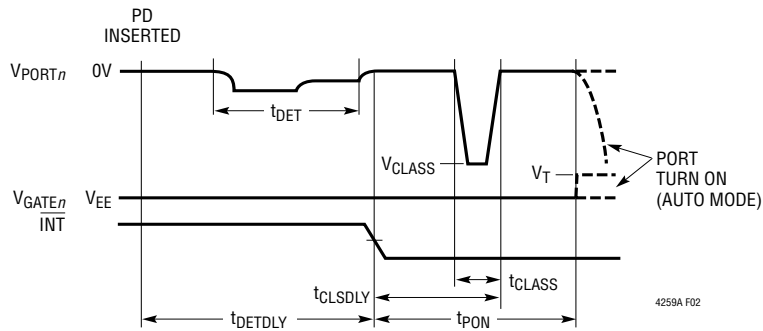 PD
INSERTED
VPORTn 0V
tDET
VCLASS
VT
PORT
TURN ON
(AUTO MODE)
VGATEn VEE
INT
tCLASS
tCLSDLY
tDETDLY
tPON
4259A F02